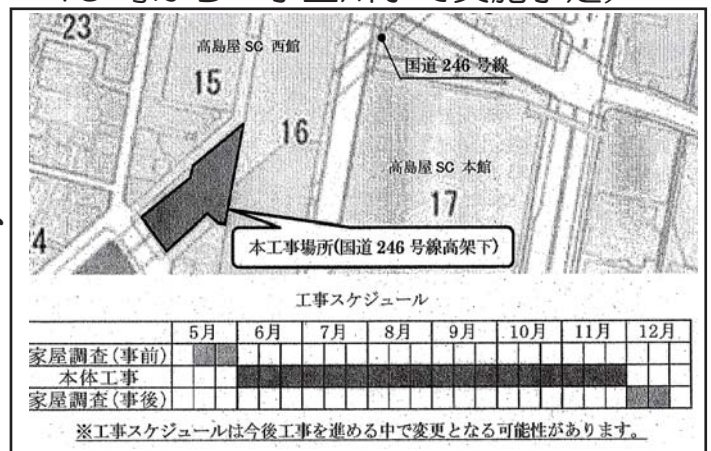 23
高島屋 SC 西館
国道 246 号線
15
16
高島屋 SC 本館
17
本工事場所(国道 246 号線高架下)
工事スケジュール
5月 6月 7月 8月 9月 10月 11月 12月
家屋調査(事前)
本体工事
家屋調査(事後)
※工事スケジュールは今後工事を進める中で変更となる可能性があります。